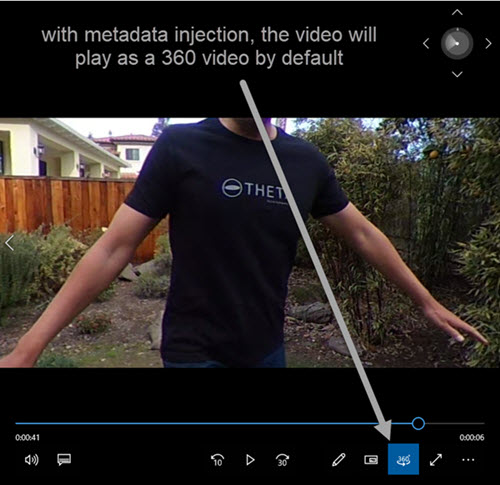 with metadata injection, the video will
play as a 360 video by default
THETA
0:00:41
0:00:06
10
30
360°